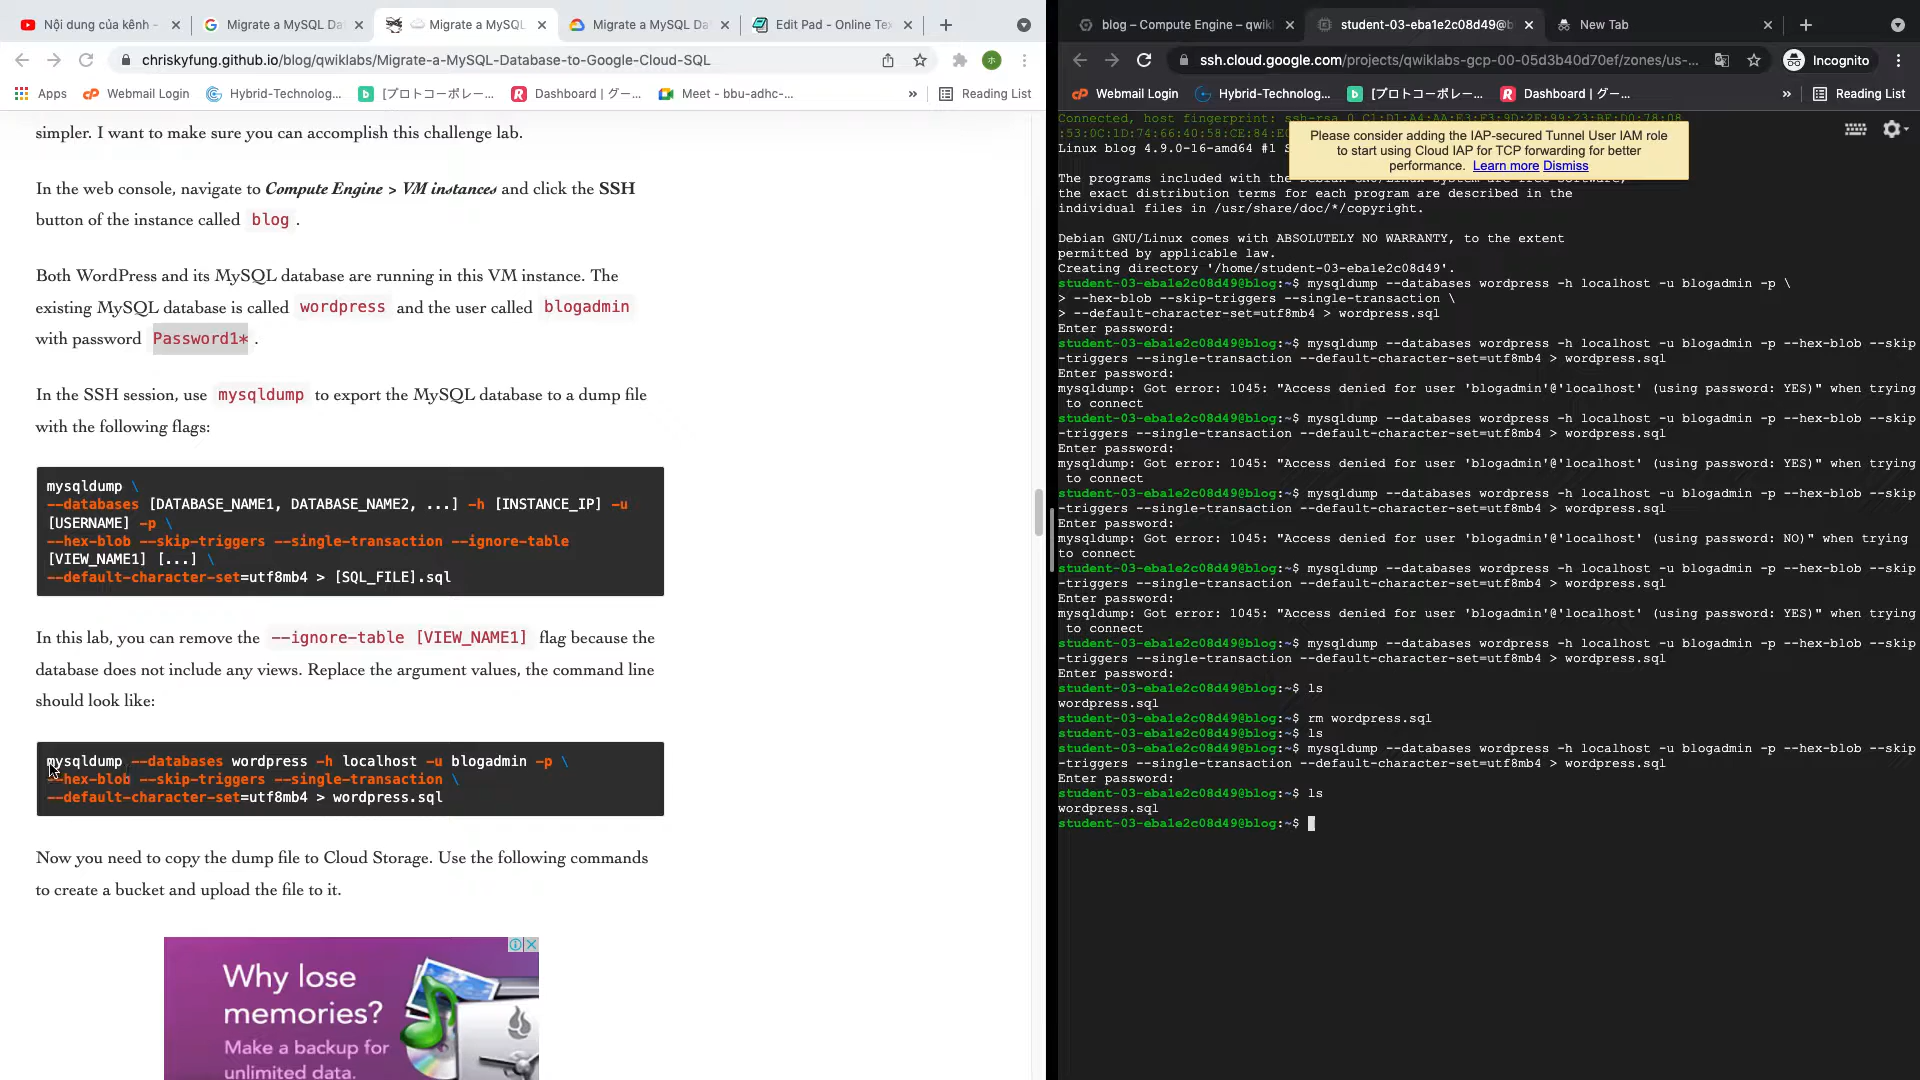 Nội dung của kênh -
Migrate a MySQL Da
Migrate a MySQL
Migrate a MySQL Da
Edit Pad - Online Te
chriskyfung.github.io/blog/qwiklabs/Migrate-a-MySQL-Database-to-Google-Cloud-SQL
Apps
Webmail Login
Hybrid-Technolog...
[プロトコーポレー...
Dashboard | グー...
Meet - bbu-adhc-...
»
Reading List
simpler. I want to make sure you can accomplish this challenge lab.
In the web console, navigate to Compute Engine > VM instances and click the SSH
button of the instance called blog .
Both WordPress and its MySQL database are running in this VM instance. The
existing MySQL database is called wordpress and the user called blogadmin
with password Password1* .
In the SSH session, use mysqldump to export the MySQL database to a dump file
with the following flags:
mysqldump \
--databases [DATABASE_NAME1, DATABASE_NAME2, ...] -h [INSTANCE_IP] -u
[USERNAME] -p \
--hex-blob --skip-triggers --single-transaction --ignore-table
[VIEW_NAME1] [...] \
--default-character-set=utf8mb4 > [SQL_FILE].sql
In this lab, you can remove the --ignore-table [VIEW_NAME1] flag because the
database does not include any views. Replace the argument values, the command line
should look like:
mysqldump --databases wordpress -h localhost -u blogadmin -p \
--hex-blob --skip-triggers --single-transaction \
--default-character-set=utf8mb4 > wordpress.sql
Now you need to copy the dump file to Cloud Storage. Use the following commands
to create a bucket and upload the file to it.
Why lose
memories?
Make a backup for
unlimited data.
blog – Compute Engine – qwik
student-03-eba1e2c08d49@b
New Tab
ssh.cloud.google.com/projects/qwiklabs-gcp-00-05d3b40d70ef/zones/us-...
Incognito
Webmail Login
Hybrid-Technolog...
[プロトコーポレー...
Dashboard | グー...
»
Reading List
Please consider adding the IAP-secured Tunnel User IAM role
to start using Cloud IAP for TCP forwarding for better
performance. Learn more Dismiss
Connected, host fingerprint: ssh-rsa 0
Linux blog 4.9.0-16-amd64 #1
The programs included with the
the exact distribution terms for each program are described in the
individual files in /usr/share/doc/*/copyright.
Debian GNU/Linux comes with ABSOLUTELY NO WARRANTY, to the extent
permitted by applicable law.
Creating directory '/home/student-03-eba1e2c08d49'.
student-03-eba1e2c08d49@blog:~$ mysqldump --databases wordpress -h localhost -u blogadmin -p \
> --hex-blob --skip-triggers --single-transaction \
> --default-character-set=utf8mb4 > wordpress.sql
Enter password:
student-03-eba1e2c08d49@blog:~$ mysqldump --databases wordpress -h localhost -u blogadmin -p --hex-blob --skip
-triggers --single-transaction --default-character-set=utf8mb4 > wordpress.sql
Enter password:
mysqldump: Got error: 1045: "Access denied for user 'blogadmin'@'localhost' (using password: YES)" when trying
to connect
student-03-eba1e2c08d49@blog:~$ mysqldump --databases wordpress -h localhost -u blogadmin -p --hex-blob --skip
-triggers --single-transaction --default-character-set=utf8mb4 > wordpress.sql
Enter password:
mysqldump: Got error: 1045: "Access denied for user 'blogadmin'@'localhost' (using password: YES)" when trying
to connect
student-03-eba1e2c08d49@blog:~$ mysqldump --databases wordpress -h localhost -u blogadmin -p --hex-blob --skip
-triggers --single-transaction --default-character-set=utf8mb4 > wordpress.sql
Enter password:
mysqldump: Got error: 1045: "Access denied for user 'blogadmin'@'localhost' (using password: NO)" when trying
to connect
student-03-eba1e2c08d49@blog:~$ mysqldump --databases wordpress -h localhost -u blogadmin -p --hex-blob --skip
-triggers --single-transaction --default-character-set=utf8mb4 > wordpress.sql
Enter password:
mysqldump: Got error: 1045: "Access denied for user 'blogadmin'@'localhost' (using password: YES)" when trying
to connect
student-03-eba1e2c08d49@blog:~$ mysqldump --databases wordpress -h localhost -u blogadmin -p --hex-blob --skip
-triggers --single-transaction --default-character-set=utf8mb4 > wordpress.sql
Enter password:
student-03-eba1e2c08d49@blog:~$ ls
wordpress.sql
student-03-eba1e2c08d49@blog:~$ rm wordpress.sql
student-03-eba1e2c08d49@blog:~$ ls
student-03-eba1e2c08d49@blog:~$ mysqldump --databases wordpress -h localhost -u blogadmin -p --hex-blob --skip
-triggers --single-transaction --default-character-set=utf8mb4 > wordpress.sql
Enter password:
student-03-eba1e2c08d49@blog:~$ ls
wordpress.sql
student-03-eba1e2c08d49@blog:~$